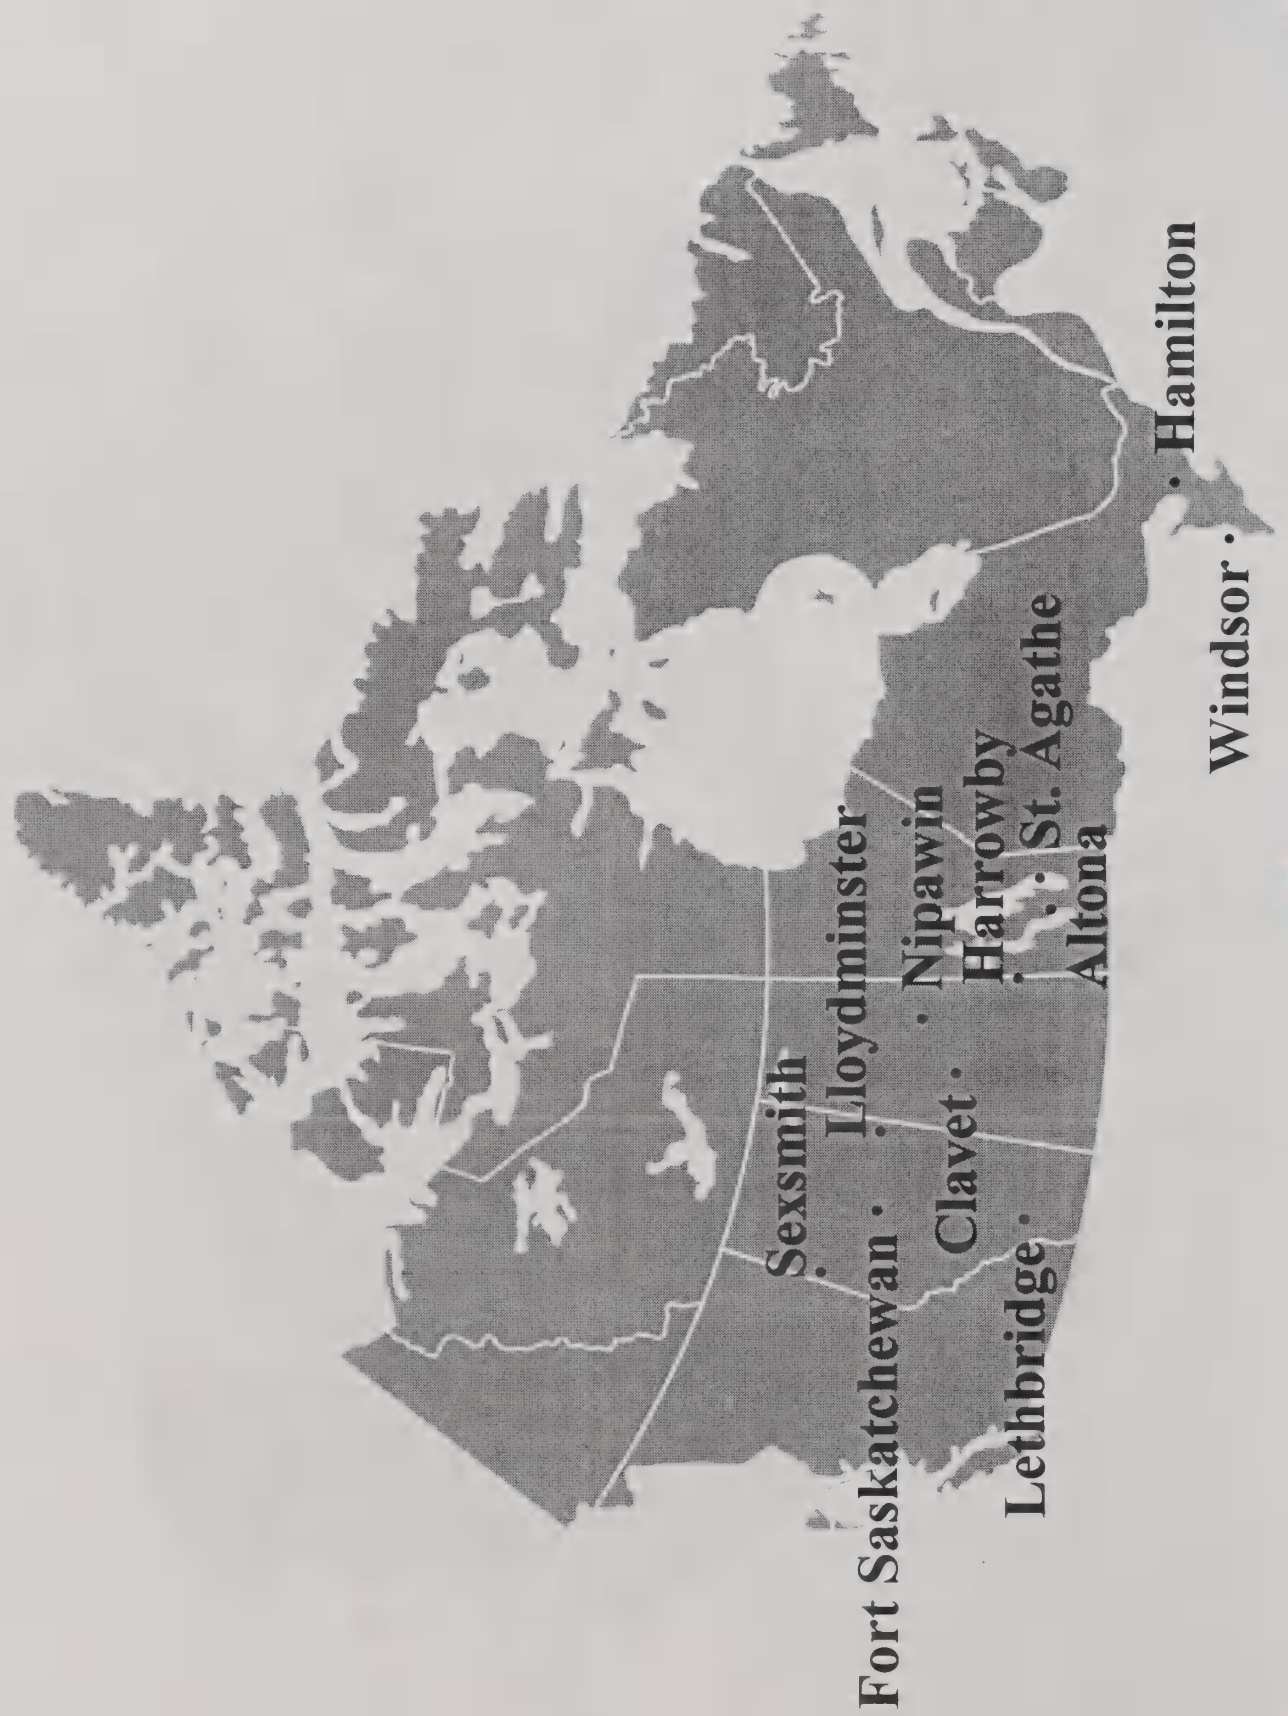 Sexsmith
Lloydminster
Fort Saskatchewan
Nipawin
Clavet
Harrowby
Lethbridge
St. Agathe
Altona
Hamilton
Windsor